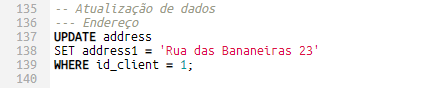 135 -- Atualização de dados
136 --- Endereço
137 UPDATE address
138 SET address1 = 'Rua das Bananeiras 23'
139 WHERE id_client = 1;
140